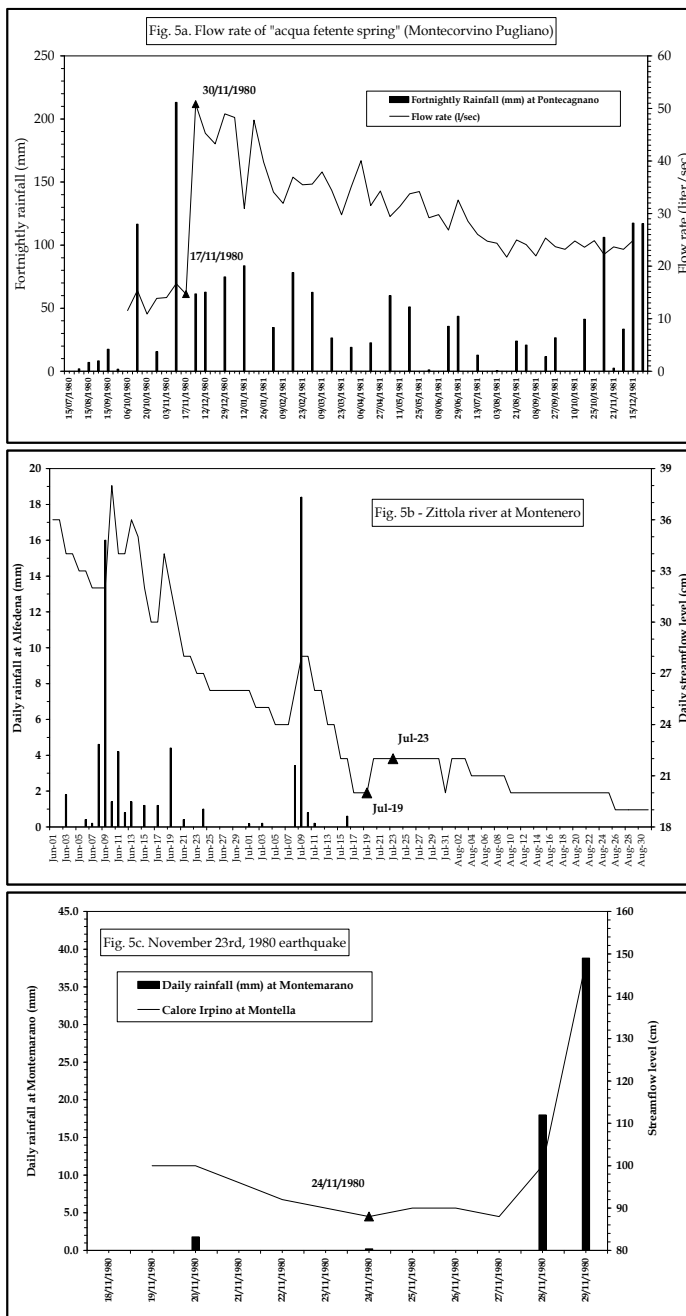 Fig. 5a. Flow rate of "acqua fetente spring" (Montecorvino Pugliano)
250
200
150
100
50
0
60
50
40
30
20
10
0
Fortnightly rainfall (mm)
Flow rate (liter/sec)
30/11/1980
17/11/1980
Fortnightly Rainfall (mm) at Pontecagnano
Flow rate (l/sec)
15/07/1980
15/08/1980
15/09/1980
06/10/1980
20/10/1980
03/11/1980
17/11/1980
12/12/1980
29/12/1980
12/01/1981
26/01/1981
09/02/1981
23/02/1981
09/03/1981
23/03/1981
06/04/1981
27/04/1981
11/05/1981
25/05/1981
08/06/1981
29/06/1981
13/07/1981
03/08/1981
21/08/1981
08/09/1981
27/09/1981
10/10/1981
25/10/1981
21/11/1981
15/12/1981
Fig. 5b - Zittola river at Montenero
20
18
16
14
12
10
8
6
4
2
0
39
36
33
30
27
24
21
18
Daily rainfall at Alfedena (mm)
Daily streamflow level (cm)
Jul-23
Jul-19
Jun-01
Jun-03
Jun-05
Jun-07
Jun-09
Jun-11
Jun-13
Jun-15
Jun-17
Jun-19
Jun-21
Jun-23
Jun-25
Jun-27
Jun-29
Jul-01
Jul-03
Jul-05
Jul-07
Jul-09
Jul-11
Jul-13
Jul-15
Jul-17
Jul-19
Jul-21
Jul-23
Jul-25
Jul-27
Jul-29
Jul-31
Aug-02
Aug-04
Aug-06
Aug-08
Aug-10
Aug-12
Aug-14
Aug-16
Aug-18
Aug-20
Aug-22
Aug-24
Aug-26
Aug-28
Aug-30
Fig. 5c. November 23rd, 1980 earthquake
Daily rainfall (mm) at Montemarano
Calore Irpino at Montella
45.0
40.0
35.0
30.0
25.0
20.0
15.0
10.0
5.0
0.0
160
150
140
130
120
110
100
90
80
Daily rainfall at Montemarano (mm)
Streamflow level (cm)
24/11/1980
18/11/1980
19/11/1980
20/11/1980
21/11/1980
22/11/1980
23/11/1980
24/11/1980
25/11/1980
26/11/1980
27/11/1980
28/11/1980
29/11/1980